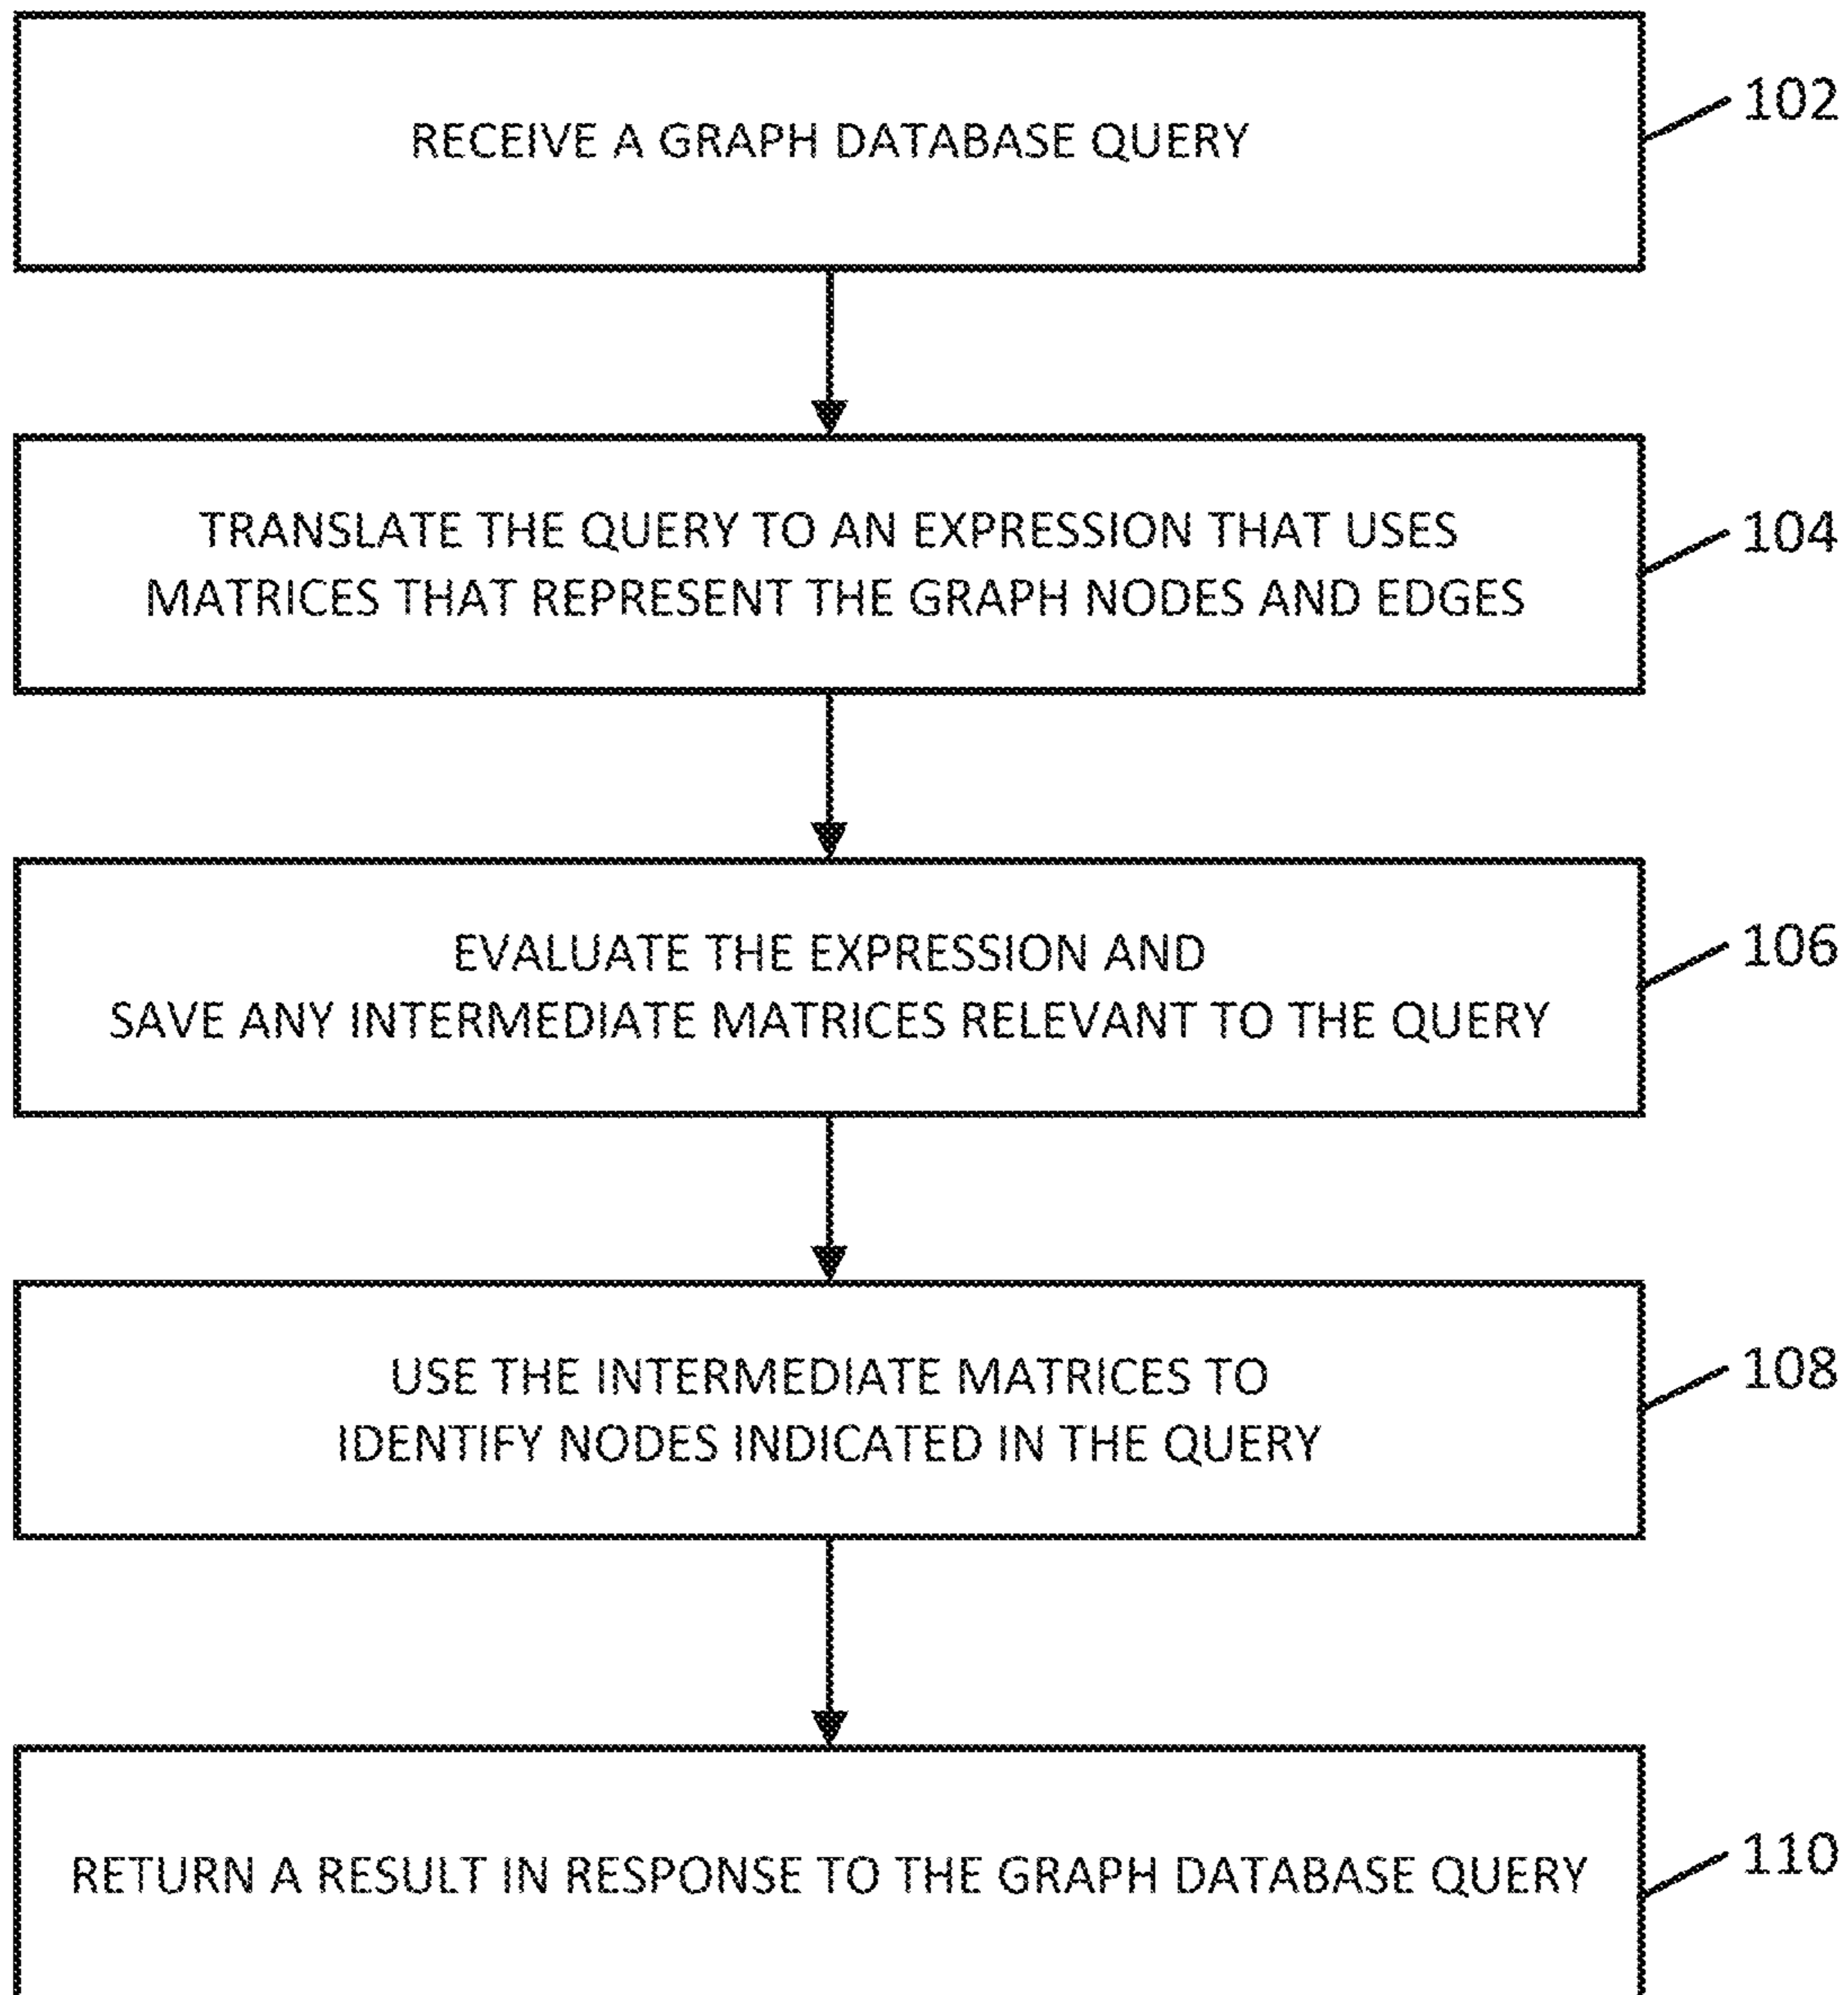 RECEIVE A GRAPH DATABASE QUERY
102
TRANSLATE THE QUERY TO AN EXPRESSION THAT USES
MATRICES THAT REPRESENT THE GRAPH NODES AND EDGES
104
EVALUATE THE EXPRESSION AND
SAVE ANY INTERMEDIATE MATRICES RELEVANT TO THE QUERY
106
USE THE INTERMEDIATE MATRICES TO
IDENTIFY NODES INDICATED IN THE QUERY
108
RETURN A RESULT IN RESPONSE TO THE GRAPH DATABASE QUERY
110